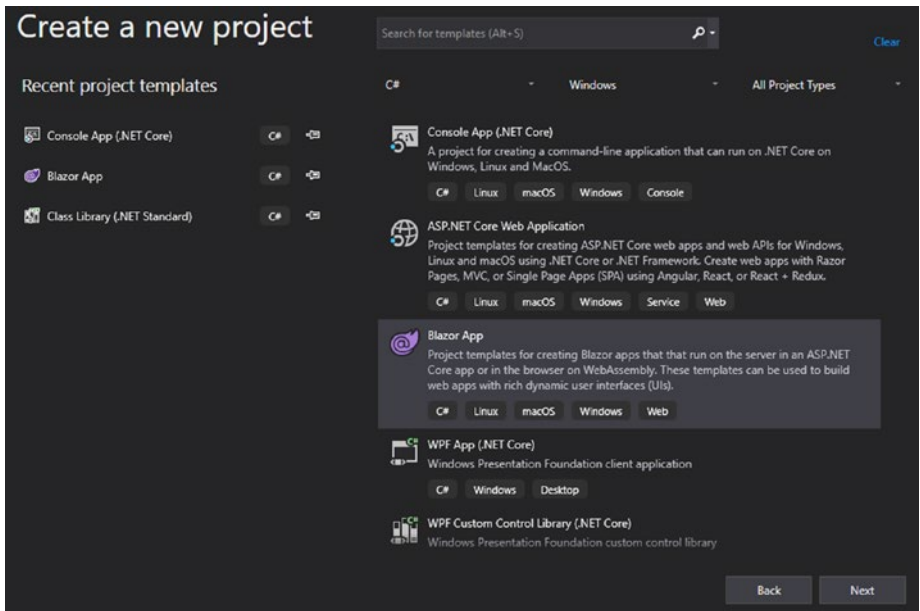 Create a new project
Search for templates (Alt+S)
Clear
Recent project templates
C# Windows All Project Types
Console App (.NET Core) C#
Blazor App C#
Class Library (.NET Standard) C#
Console App (.NET Core)
A project for creating a command-line application that can run on .NET Core on
Windows, Linux and MacOS.
C# Linux macOS Windows Console
ASP.NET Core Web Application
Project templates for creating ASP.NET Core web apps and web APIs for Windows,
Linux and macOS using .NET Core or .NET Framework. Create web apps with Razor
Pages, MVC, or Single Page Apps (SPA) using Angular, React, or React + Redux.
C# Linux macOS Windows Service Web
Blazor App
Project templates for creating Blazor apps that that run on the server in an ASP.NET
Core app or in the browser on WebAssembly. These templates can be used to build
web apps with rich dynamic user interfaces (UIs).
C# Linux macOS Windows Web
WPF App (.NET Core)
Windows Presentation Foundation client application
C# Windows Desktop
WPF Custom Control Library (.NET Core)
Windows Presentation Foundation custom control library
Back Next